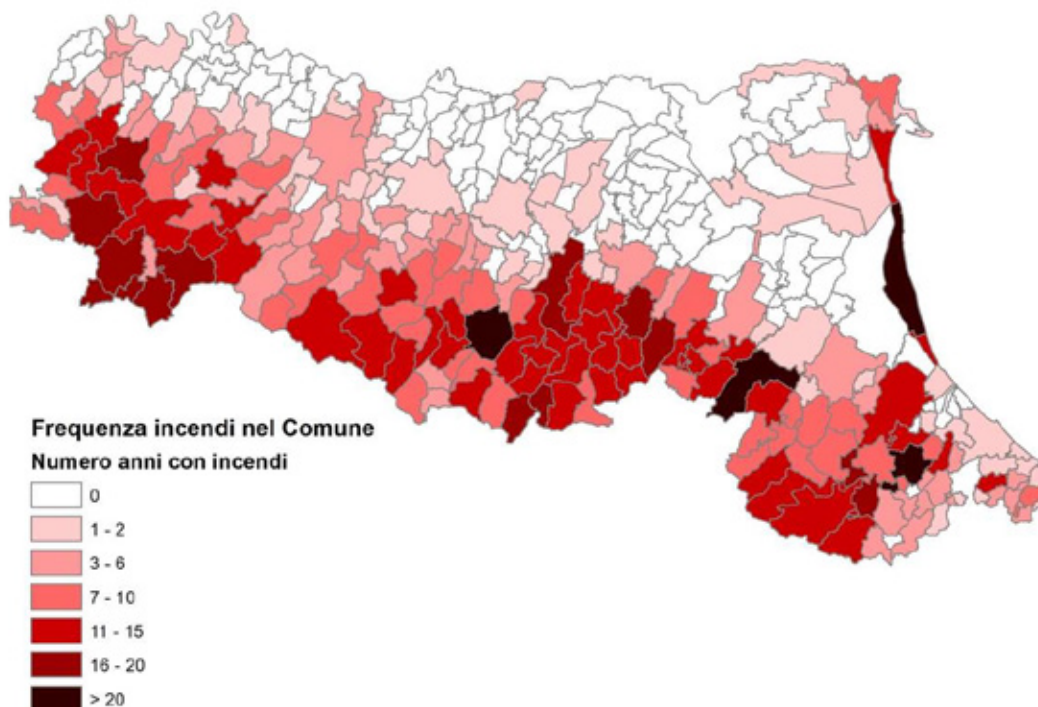 Frequenza incendi nel Comune
Numero anni con incendi
0
1 - 2
3 - 6
7 - 10
11 - 15
16 - 20
> 20